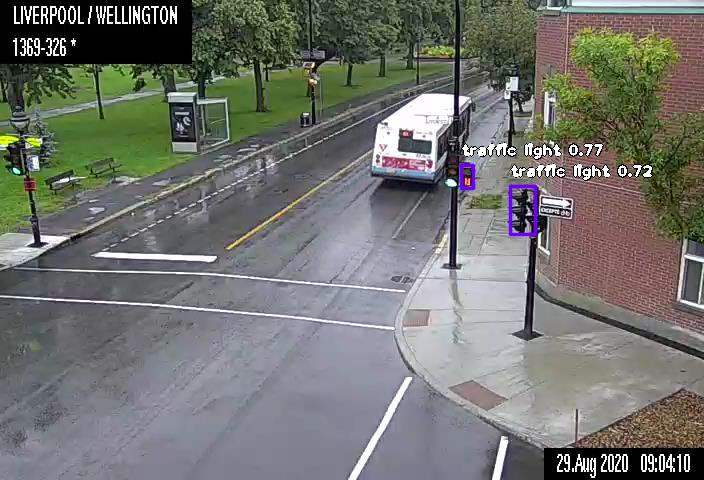 LIVERPOOL / WELLINGTON
1369-326 *
traffic light 0.77
traffic light 0.72
29.Aug 2020 09:04:10